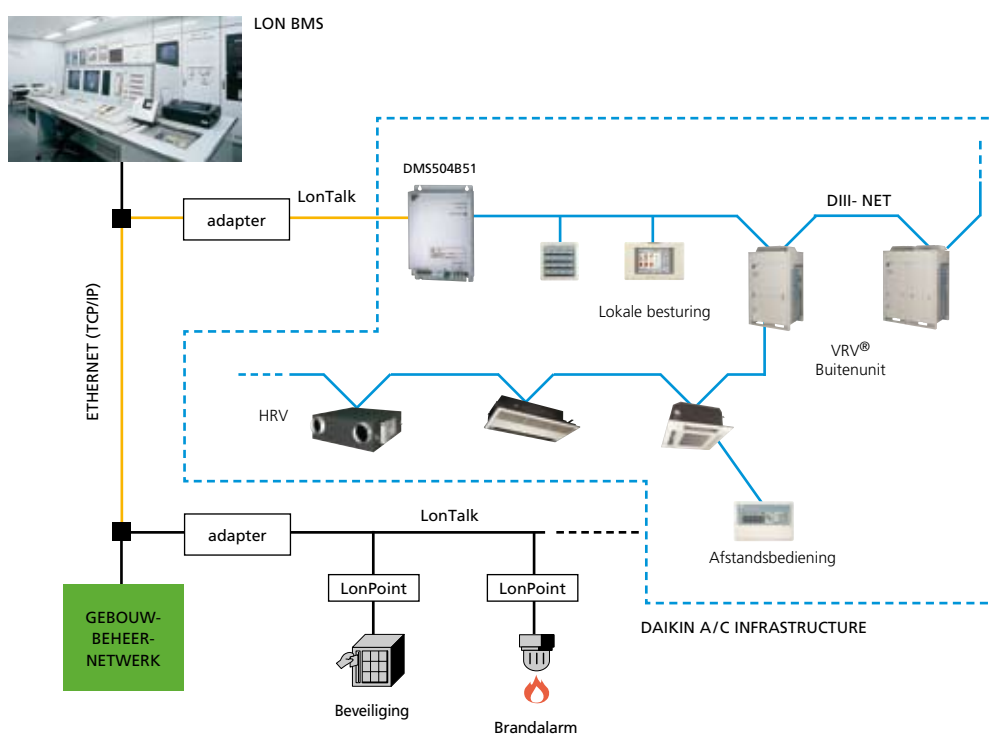 LON BMS
DMS504B51
LonTalk
adapter
DIII- NET
Lokale besturing
VRV®
Buitenunit
ETHERNET (TCP/IP)
HRV
LonTalk
adapter
Afstandsbediening
LonPoint
LonPoint
GEBOUW-
BEHEER-
NETWERK
DAIKIN A/C INFRASTRUCTURE
Beveiliging
Brandalarm